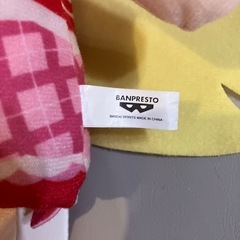 BANPRESTO
BANDAI SPIRITS MADE IN CHINA